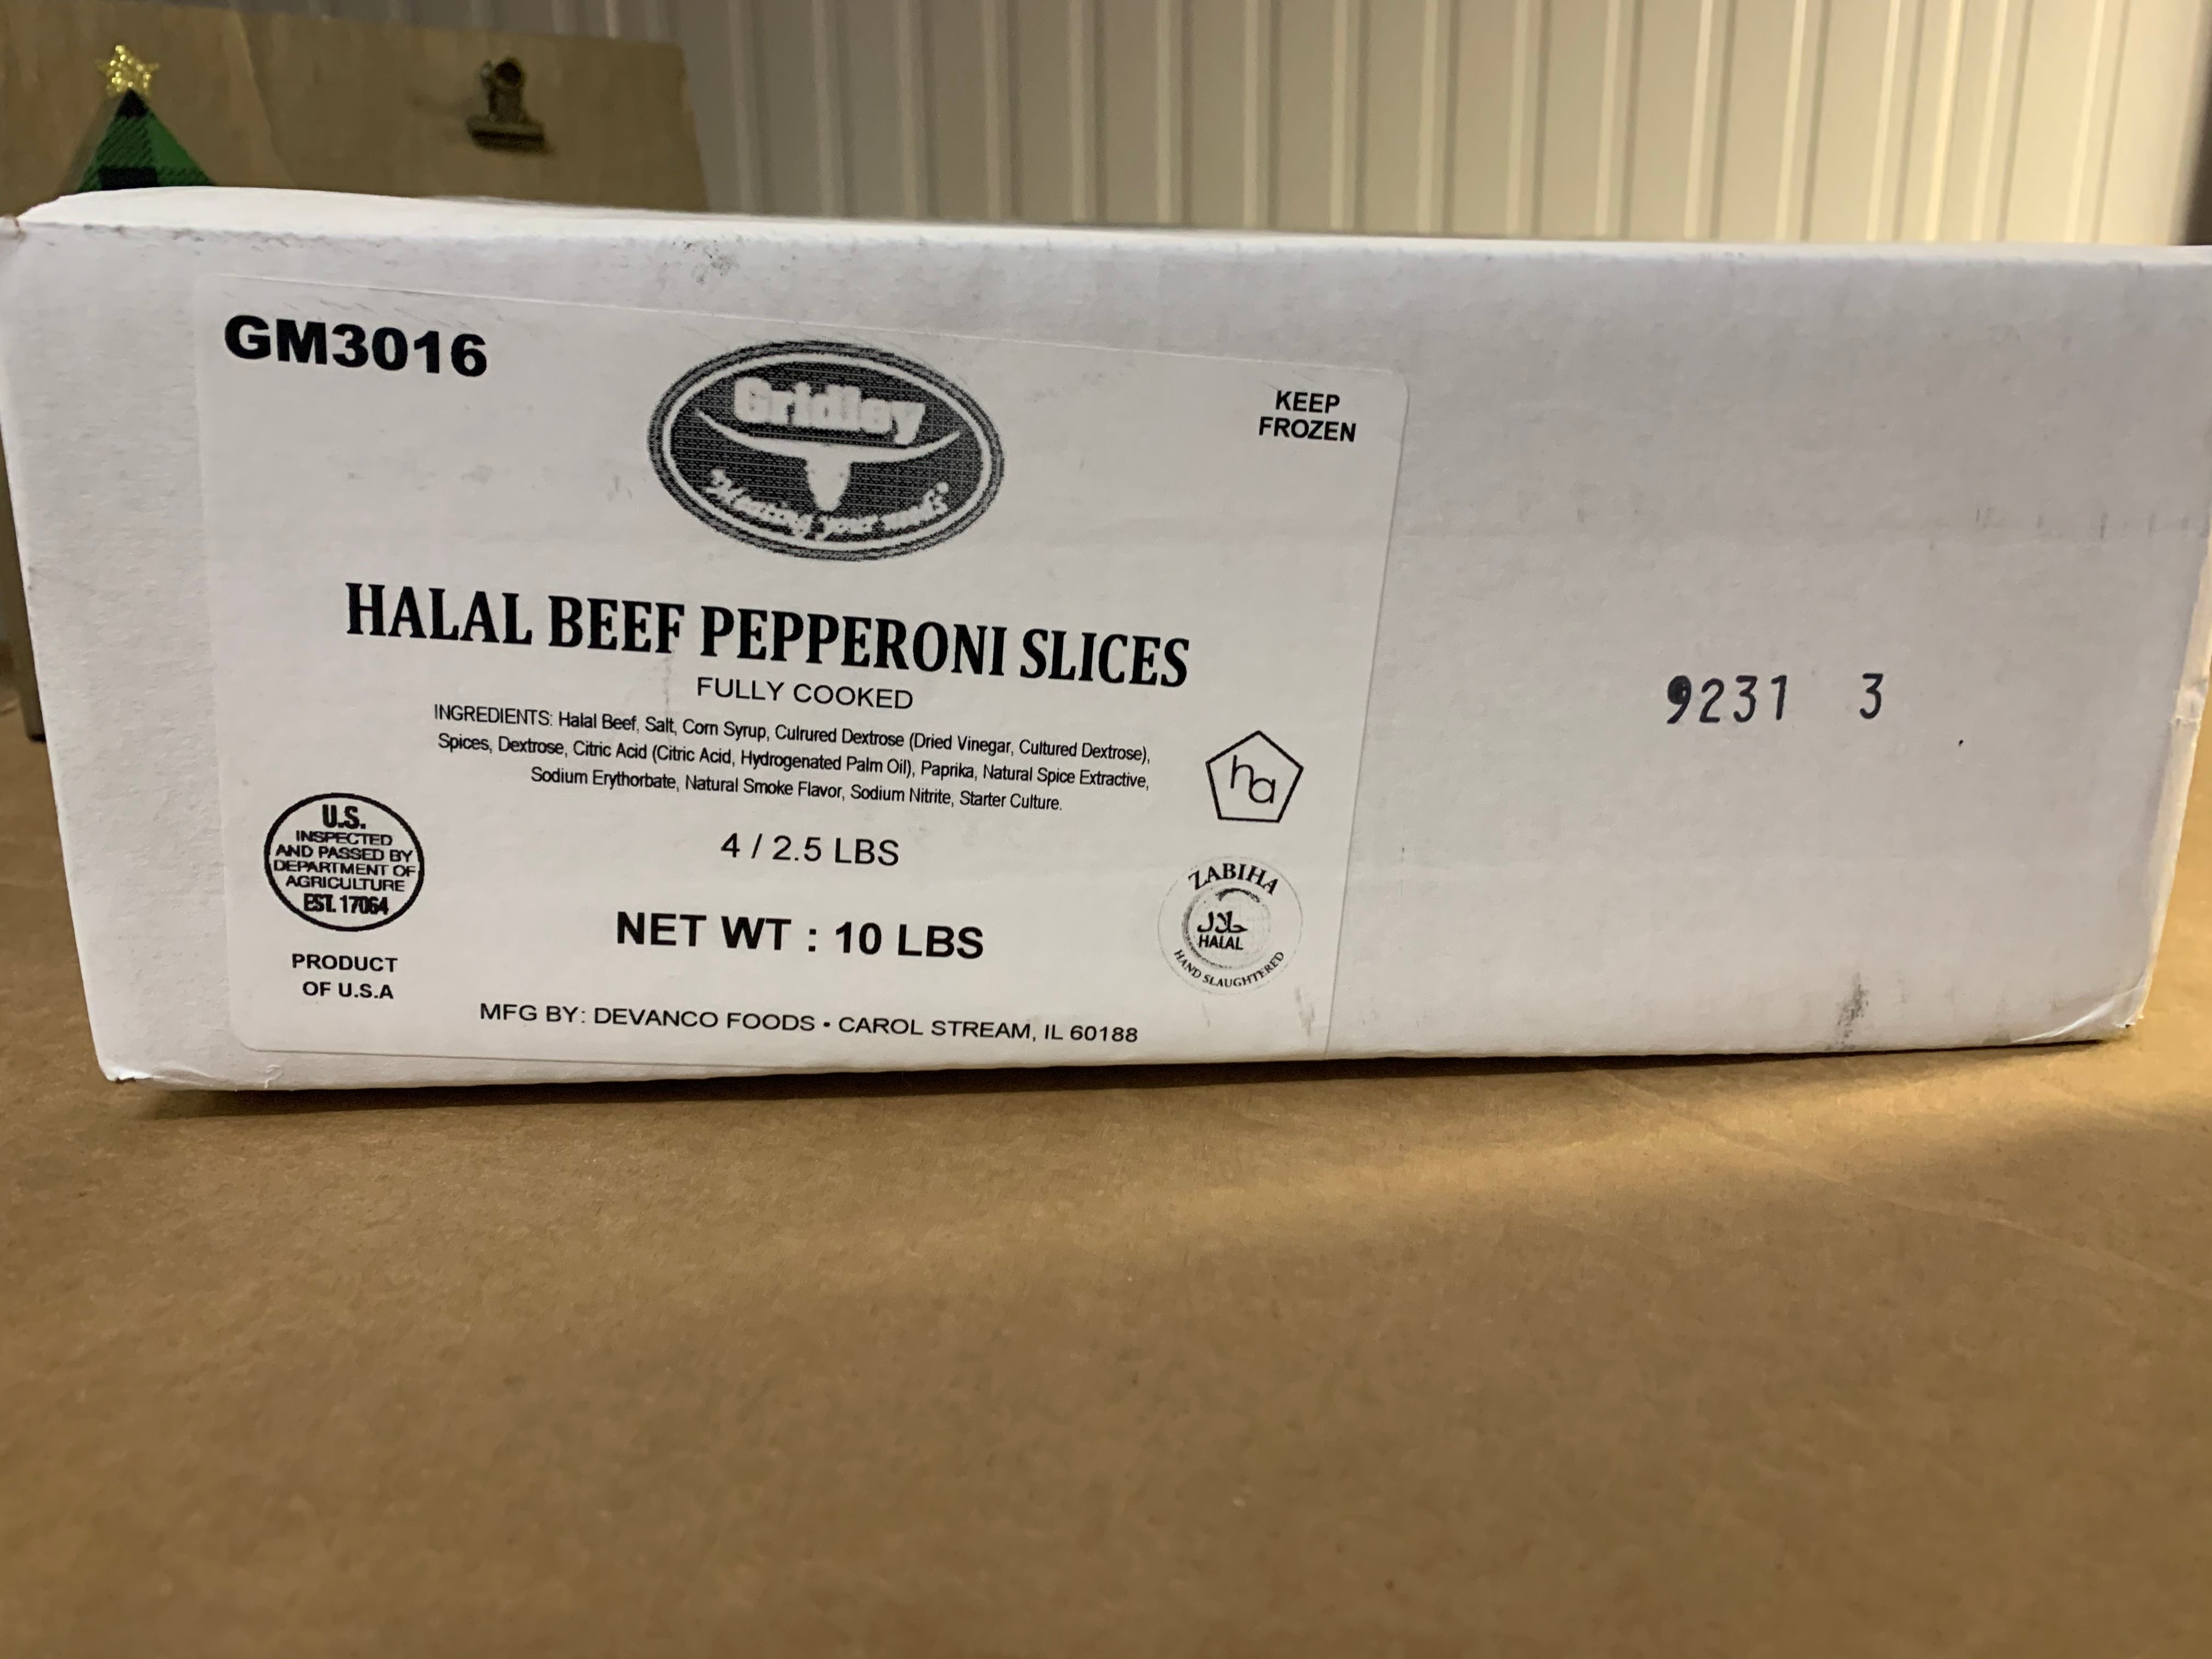 GM3016
Gridley
"Meating your needs"
KEEP
FROZEN
HALAL BEEF PEPPERONI SLICES
FULLY COOKED
INGREDIENTS: Halal Beef, Salt, Corn Syrup, Culrured Dextrose (Dried Vinegar, Cultured Dextrose),
Spices, Dextrose, Citric Acid (Citric Acid, Hydrogenated Palm Oil), Paprika, Natural Spice Extractive,
Sodium Erythorbate, Natural Smoke Flavor, Sodium Nitrite, Starter Culture.
ha
U.S.
INSPECTED
AND PASSED BY
DEPARTMENT OF
AGRICULTURE
EST. 17064
4 / 2.5 LBS
NET WT : 10 LBS
ZABIHA
حلال
HALAL
HAND SLAUGHTERED
PRODUCT
OF U.S.A
MFG BY: DEVANCO FOODS • CAROL STREAM, IL 60188
9231 3